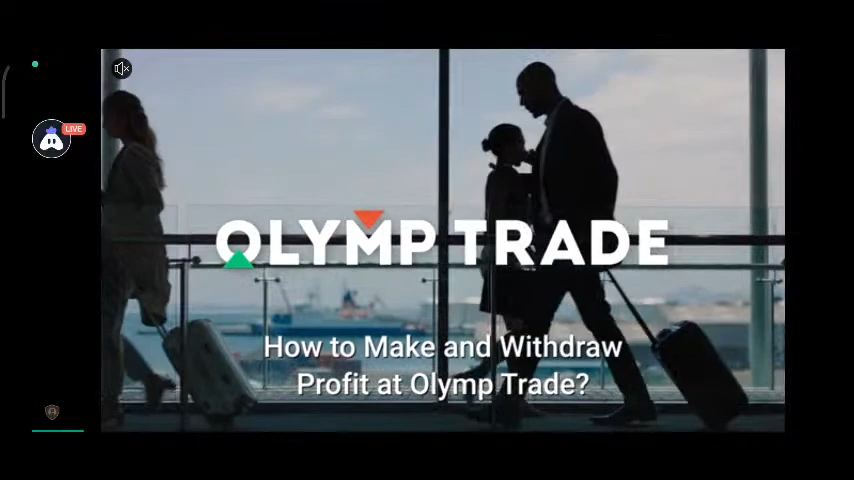 LIVE
OLYMP TRADE
How to Make and Withdraw
Profit at Olymp Trade?